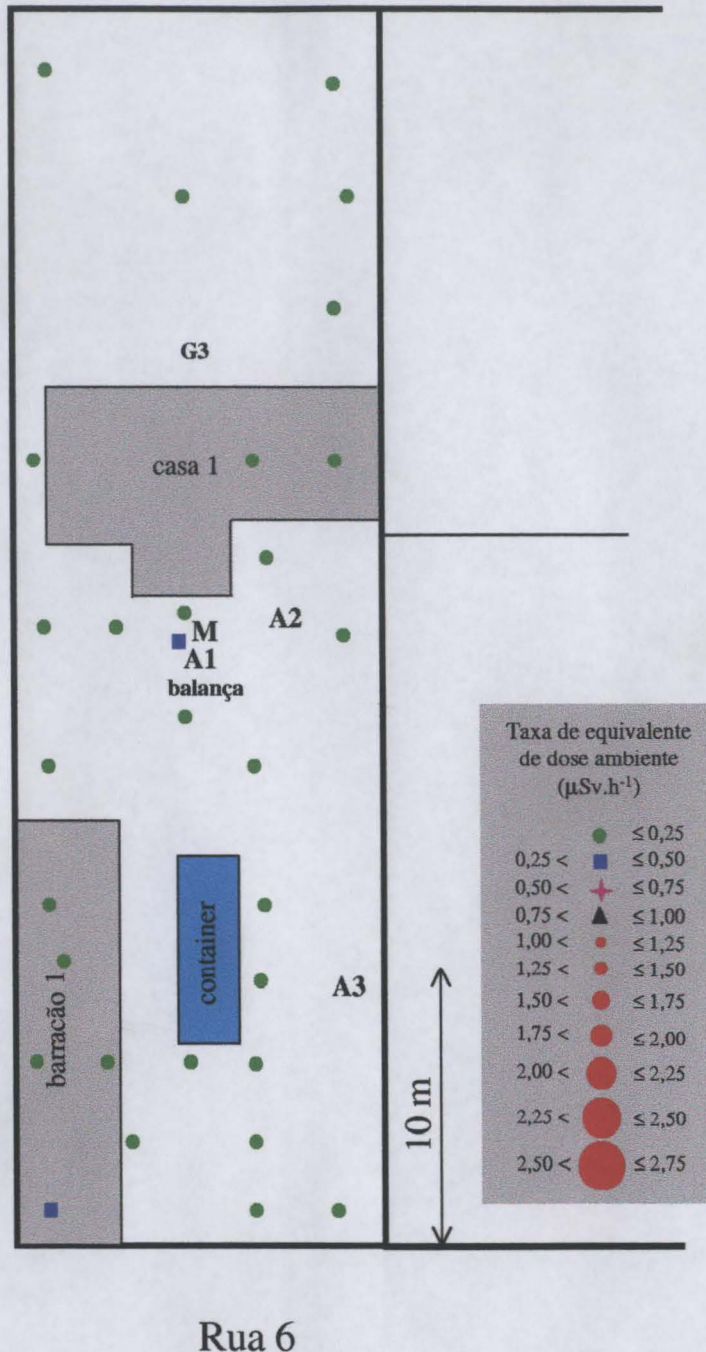 G3
casa 1
A2
M
A1
balança
Taxa de equivalente
de dose ambiente
(μSv.h⁻¹)
≤ 0,25
0,25 < ≤ 0,50
0,50 < ≤ 0,75
0,75 < ≤ 1,00
1,00 < ≤ 1,25
1,25 < ≤ 1,50
1,50 < ≤ 1,75
1,75 < ≤ 2,00
2,00 < ≤ 2,25
2,25 < ≤ 2,50
2,50 < ≤ 2,75
container
A3
barracão 1
10 m
Rua 6